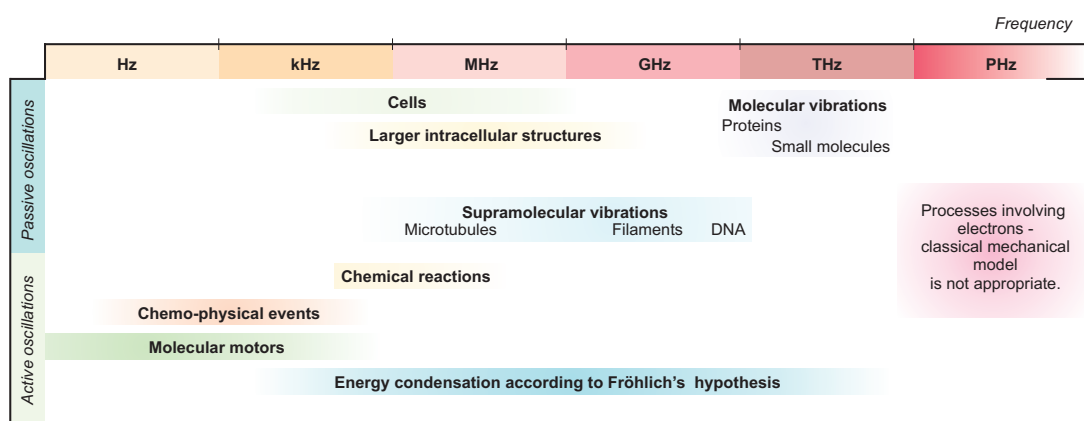 Frequency
Hz kHz MHz GHz THz PHz
Passive oscillations
Cells
Molecular vibrations
Proteins
Small molecules
Larger intracellular structures
Supramolecular vibrations
Microtubules Filaments DNA
Processes involving
electrons -
classical mechanical
model
is not appropriate.
Active oscillations
Chemical reactions
Chemo-physical events
Molecular motors
Energy condensation according to Fröhlich's hypothesis